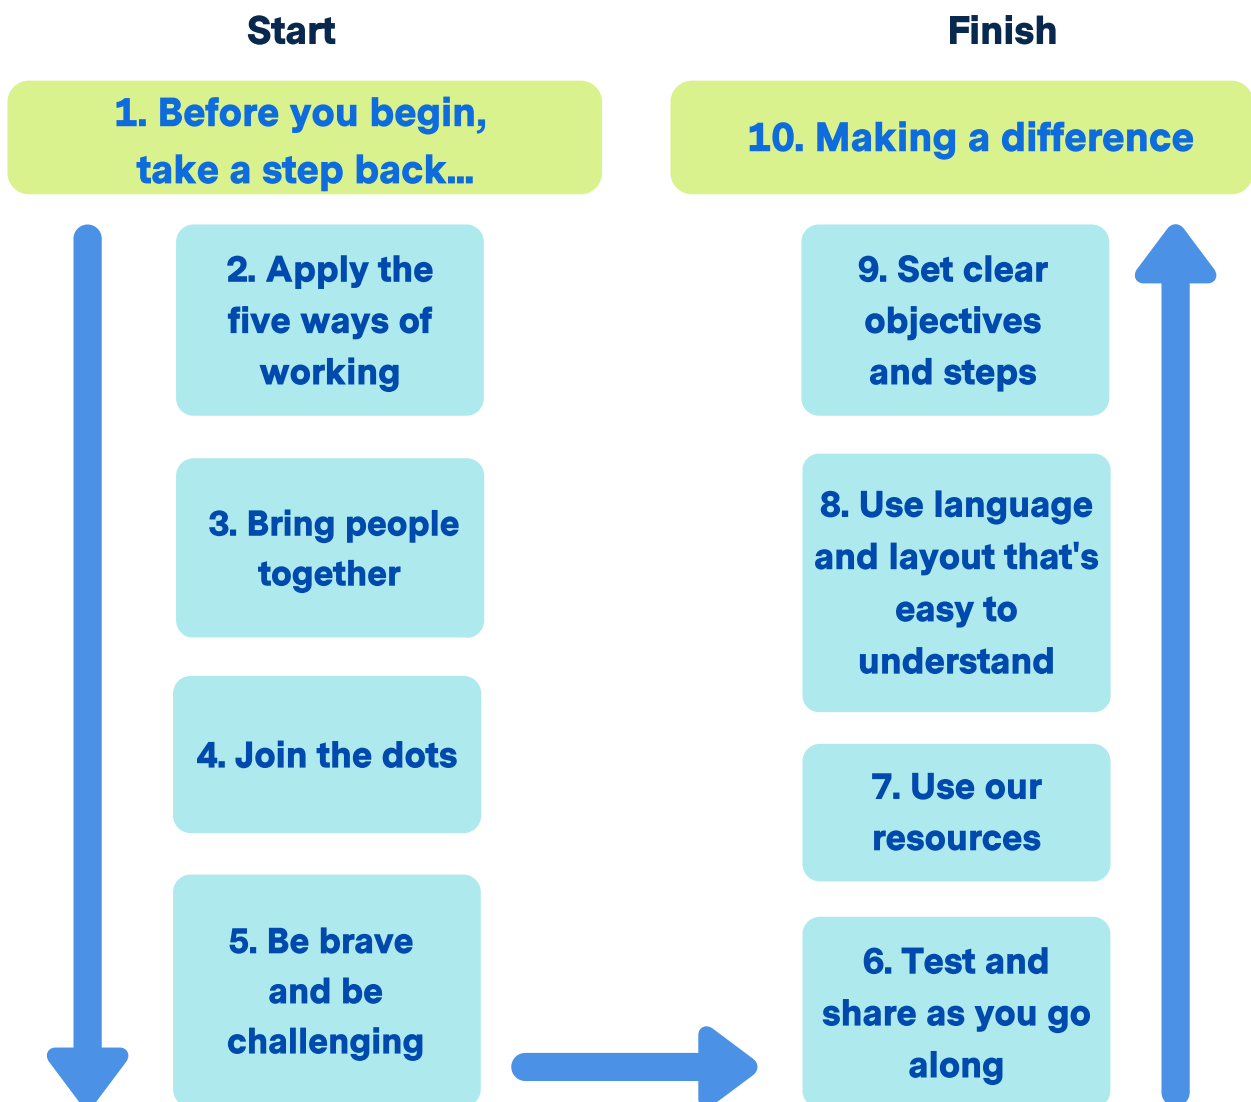 Start
1. Before you begin,
take a step back...
2. Apply the
five ways of
working
3. Bring people
together
4. Join the dots
5. Be brave
and be
challenging
Finish
10. Making a difference
9. Set clear
objectives
and steps
8. Use language
and layout that's
easy to
understand
7. Use our
resources
6. Test and
share as you go
along